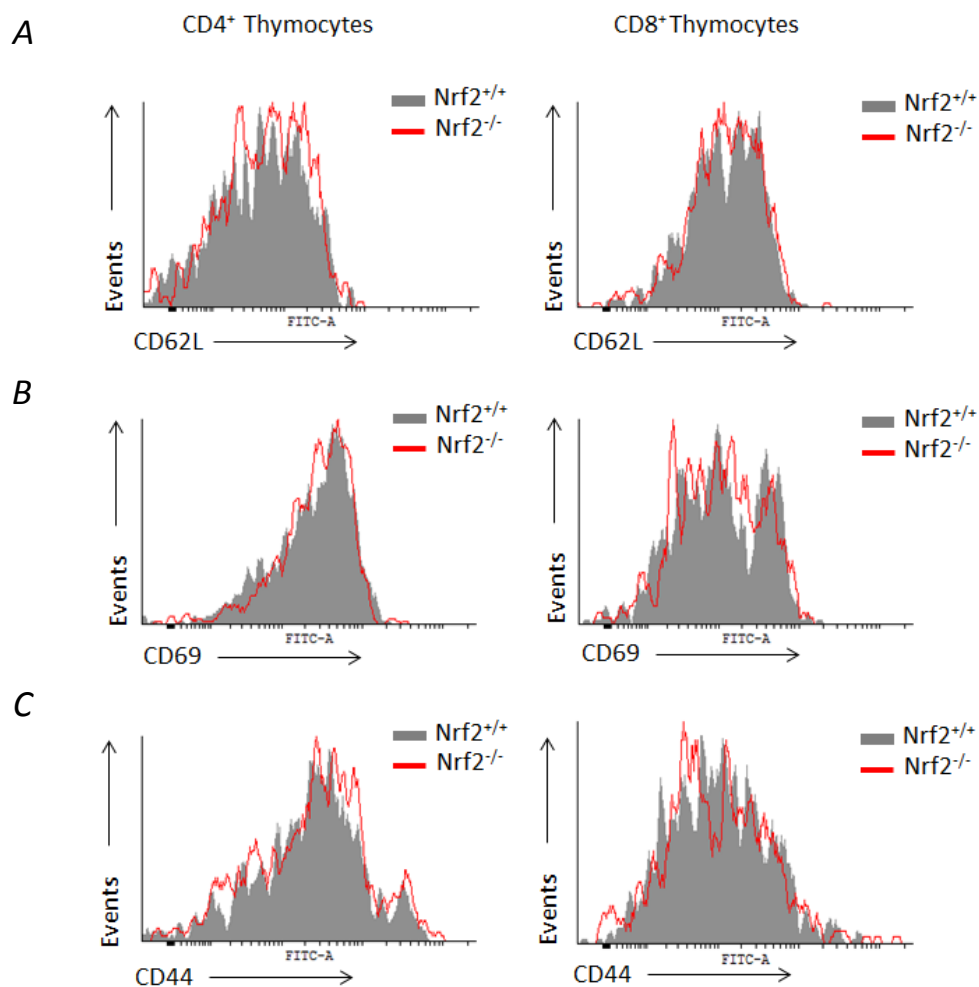 CD4⁺ Thymocytes CD8⁺ Thymocytes
A
Nrf2⁺/⁺
Nrf2⁻/⁻
Events
FITC-A
CD62L
Nrf2⁺/⁺
Nrf2⁻/⁻
Events
FITC-A
CD62L
B
Nrf2⁺/⁺
Nrf2⁻/⁻
Events
FITC-A
CD69
Nrf2⁺/⁺
Nrf2⁻/⁻
Events
FITC-A
CD69
C
Nrf2⁺/⁺
Nrf2⁻/⁻
Events
FITC-A
CD44
Nrf2⁺/⁺
Nrf2⁻/⁻
Events
FITC-A
CD44